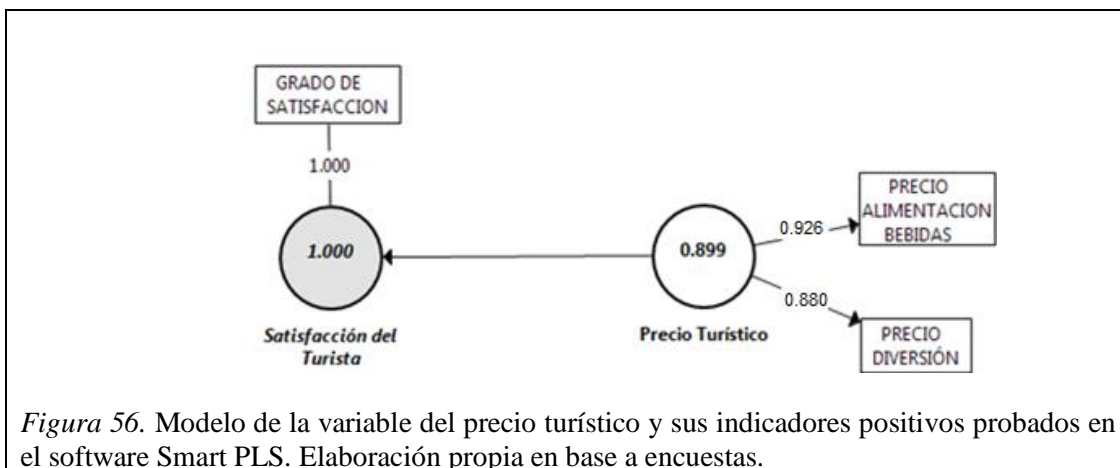 GRADO DE
SATISFACCION
1.000
1.000
Satisfacción del
Turista
0.899
Precio Turístico
0.926
PRECIO
ALIMENTACION
BEBIDAS
0.880
PRECIO
DIVERSIÓN
Figura 56. Modelo de la variable del precio turístico y sus indicadores positivos probados en
el software Smart PLS. Elaboración propia en base a encuestas.